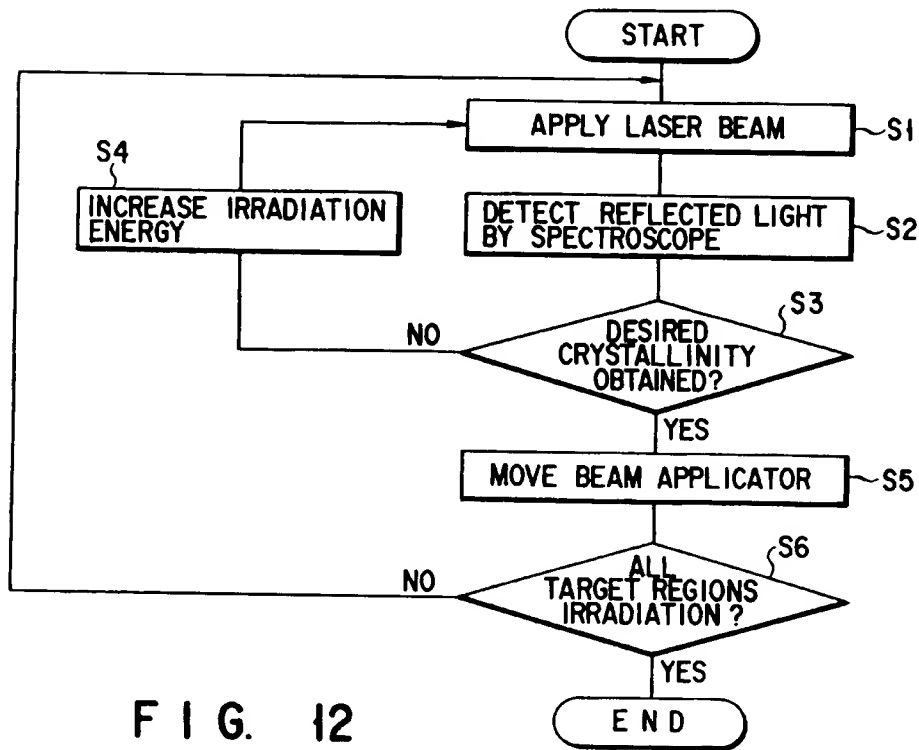 START
APPLY LASER BEAM
S1
S4
INCREASE IRRADIATION
ENERGY
DETECT REFLECTED LIGHT
BY SPECTROSCOPE
S2
S3
NO
DESIRED
CRYSTALLINITY
OBTAINED?
YES
MOVE BEAM APPLICATOR
S5
S6
NO
ALL
TARGET REGIONS
IRRADIATION ?
YES
END
FIG. 12